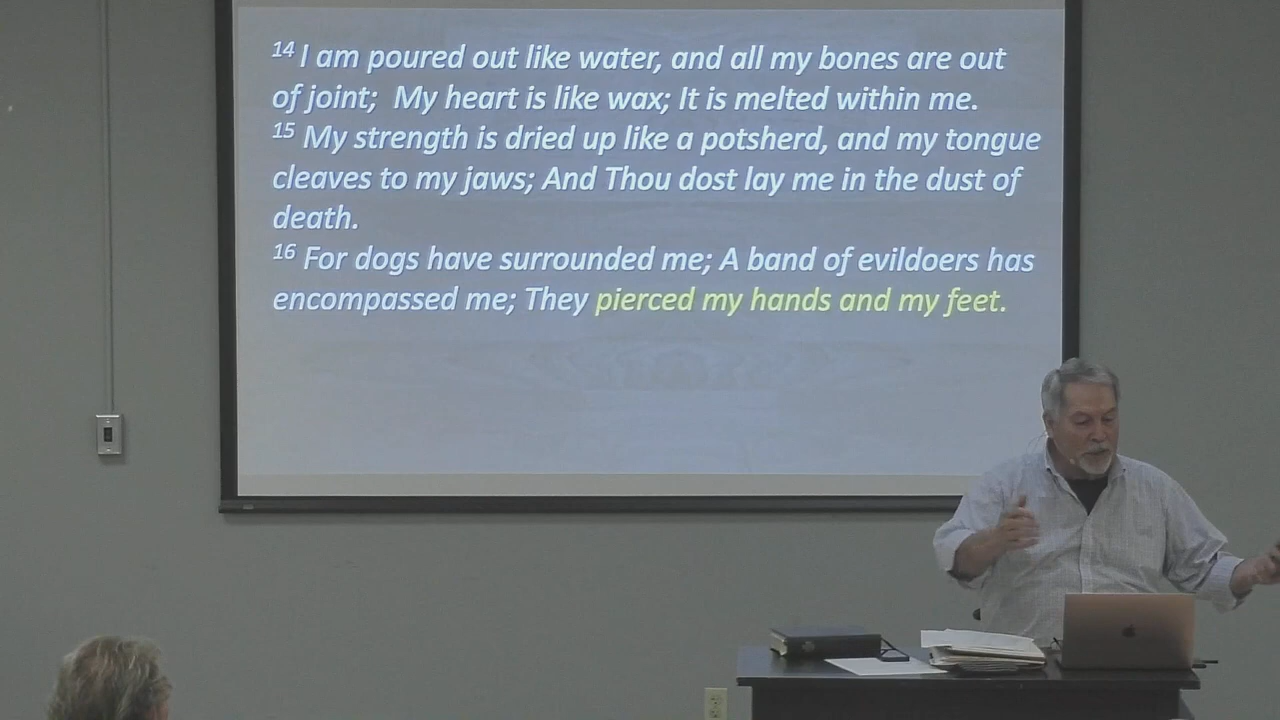 14 I am poured out like water, and all my bones are out
of joint;  My heart is like wax; It is melted within me.
15 My strength is dried up like a potsherd, and my tongue
cleaves to my jaws; And Thou dost lay me in the dust of
death.
16 For dogs have surrounded me; A band of evildoers has
encompassed me; They pierced my hands and my feet.